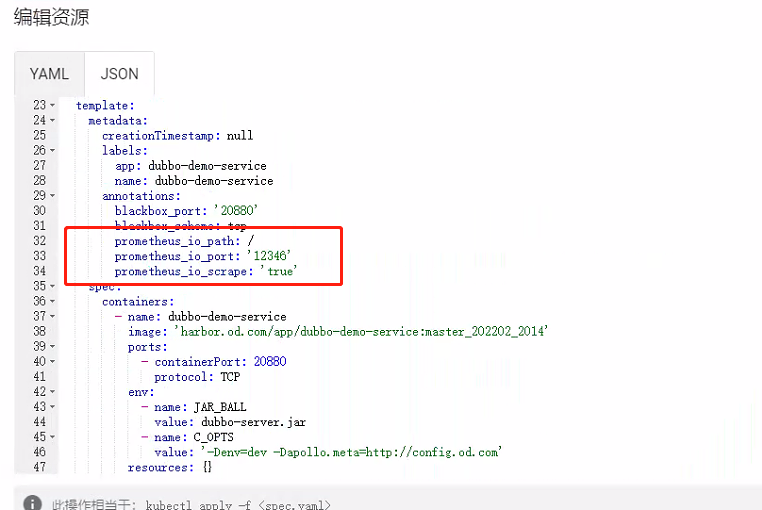 编辑资源
YAML JSON
23 template:
24 metadata:
25 creationTimestamp: null
26 labels:
27 app: dubbo-demo-service
28 name: dubbo-demo-service
29 annotations:
30 blackbox_port: '20880'
31 blackbox_scheme: tcp
32 prometheus_io_path: /
33 prometheus_io_port: '12346'
34 prometheus_io_scrape: 'true'
35 spec:
36 containers:
37 - name: dubbo-demo-service
38 image: 'harbor.od.com/app/dubbo-demo-service:master_202202_2014'
39 ports:
40 - containerPort: 20880
41 protocol: TCP
42 env:
43 - name: JAR_BALL
44 value: dubbo-server.jar
45 - name: C_OPTS
46 value: '-Denv=dev -Dapollo.meta=http://config.od.com'
47 resources: {}
此操作相当于: kubectl apply -f <spec.yaml>